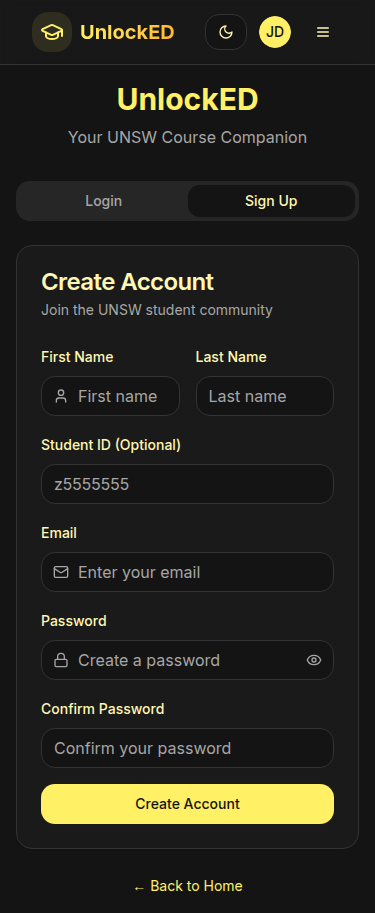 UnlockED
JD
UnlockED
Your UNSW Course Companion
Login
Sign Up
Create Account
Join the UNSW student community
First Name
Last Name
First name
Last name
Student ID (Optional)
z5555555
Email
Enter your email
Password
Create a password
Confirm Password
Confirm your password
Create Account
← Back to Home